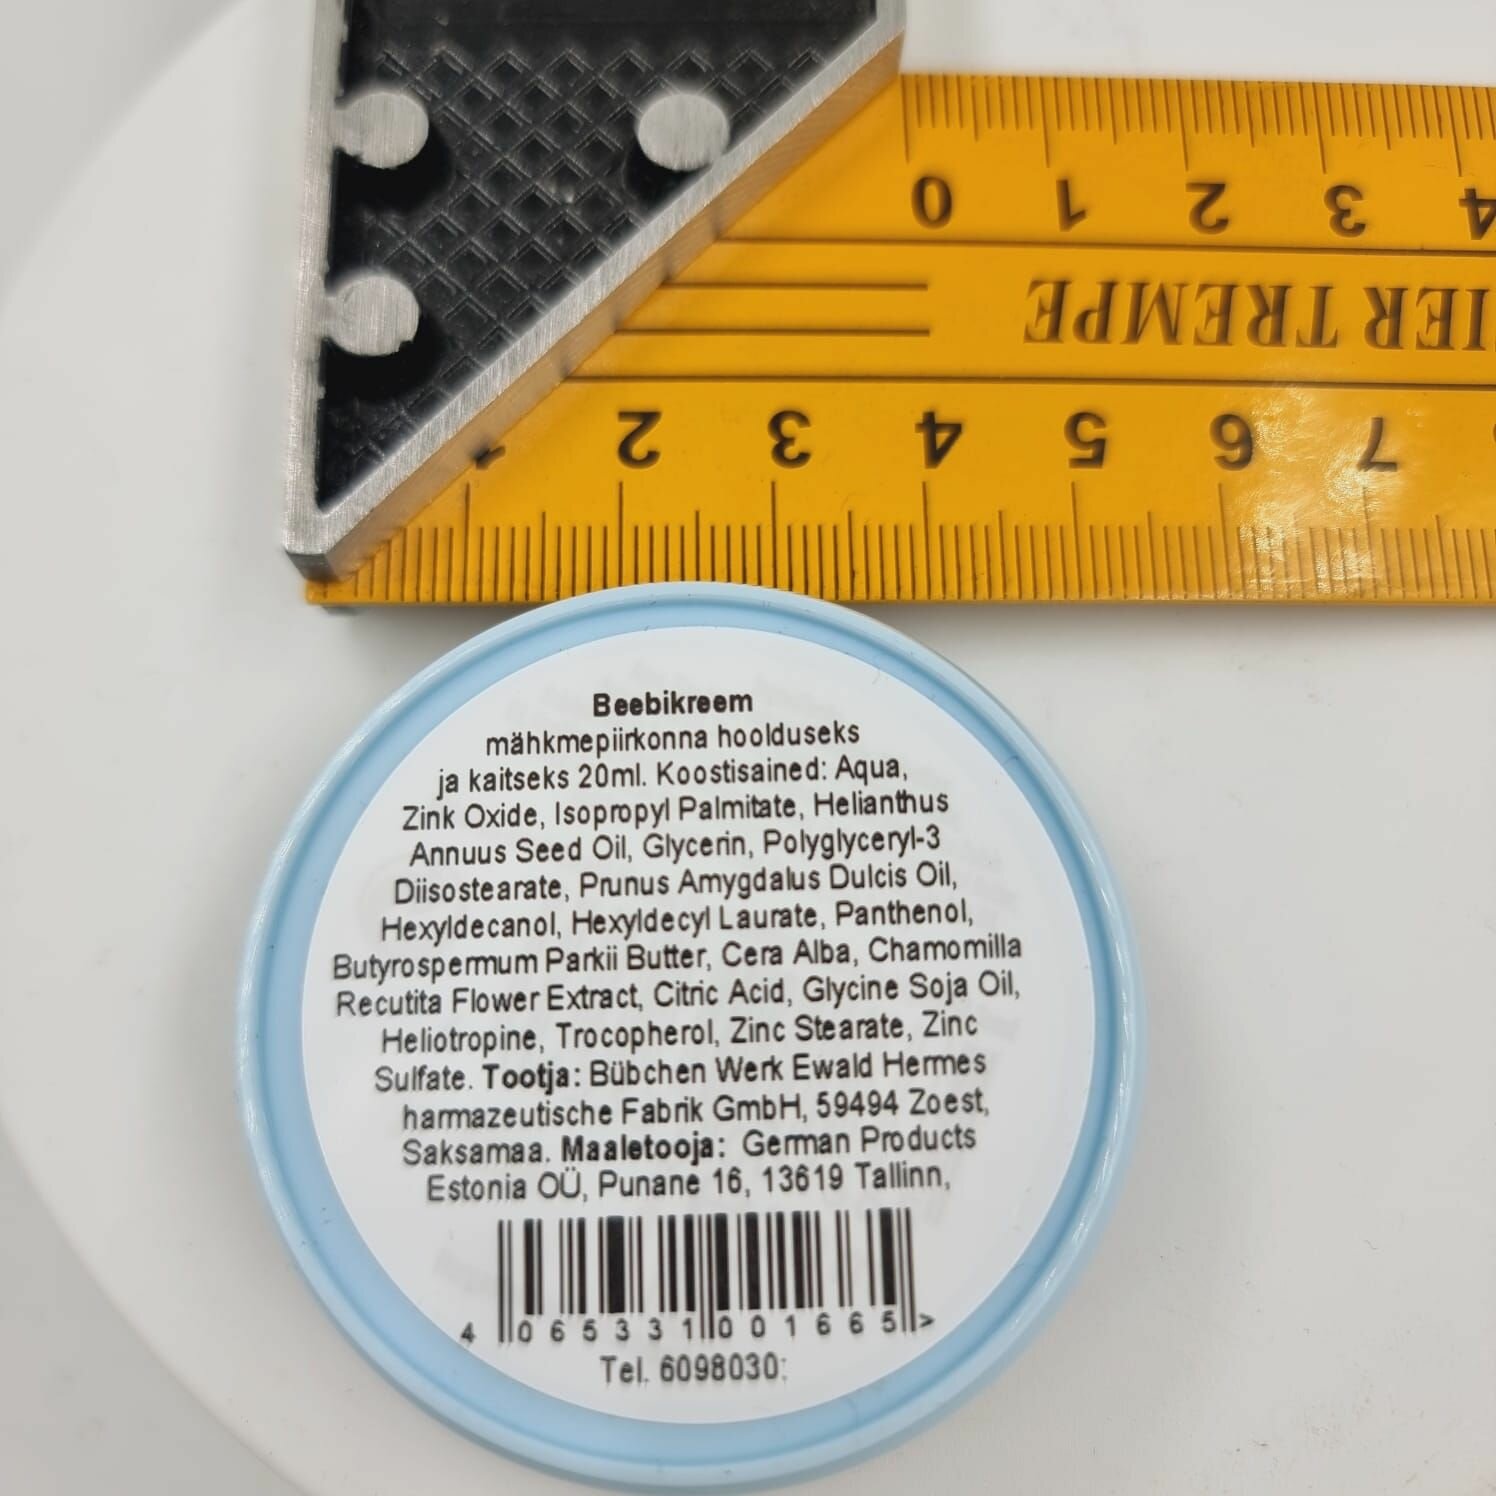 0 1 2 3 4
IER TREMPE
1 2 3 4 5 6 7
Beebikreem
mähkmepiirkonna hoolduseks
ja kaitseks 20ml. Koostisained: Aqua,
Zink Oxide, Isopropyl Palmitate, Helianthus
Annuus Seed Oil, Glycerin, Polyglyceryl-3
Diisostearate, Prunus Amygdalus Dulcis Oil,
Hexyldecanol, Hexyldecyl Laurate, Panthenol,
Butyrospermum Parkii Butter, Cera Alba, Chamomilla
Recutita Flower Extract, Citric Acid, Glycine Soja Oil,
Heliotropine, Trocopherol, Zinc Stearate, Zinc
Sulfate. Tootja: Bübchen Werk Ewald Hermes
harmazeutische Fabrik GmbH, 59494 Zoest,
Saksamaa. Maaletooja: German Products
Estonia OÜ, Punane 16, 13619 Tallinn,
4 065331 001665 >
Tel. 6098030;